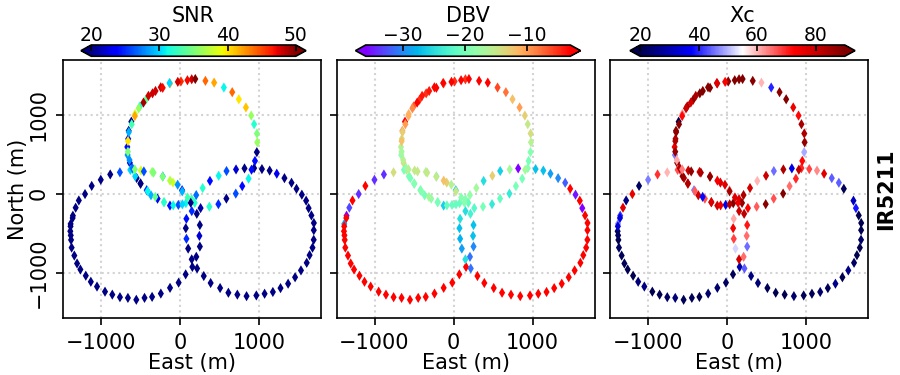 SNR DBV Xc
20 30 40 50 −30 −20 −10 20 40 60 80
North (m)
1000
0
−1000
−1000 0 1000 −1000 0 1000 −1000 0 1000
East (m) East (m) East (m)
IR5211